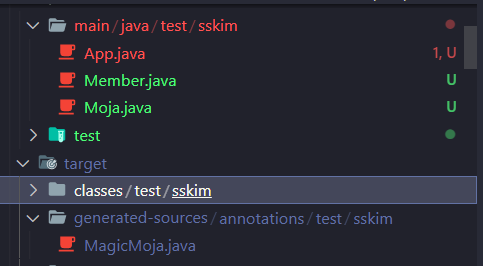 main/java/test/sskim
App.java 1, U
Member.java U
Moja.java U
test
target
classes/test/sskim
generated-sources/annotations/test/sskim
MagicMoja.java